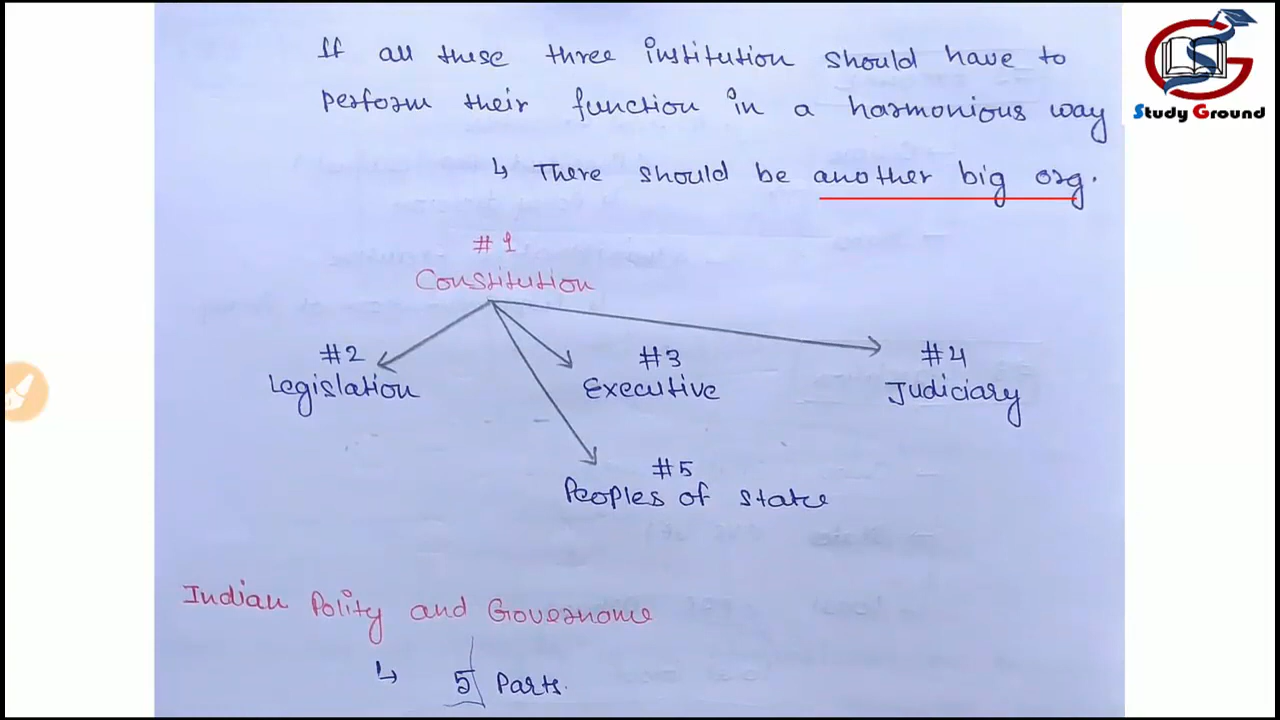 If all these three institution should have to
perform their function in a harmonious way
↳ There should be another big org.
Study Ground
#1
Constitution
#2
Legislation
#3
Executive
#4
Judiciary
#5
Peoples of State
Indian Polity and Governome
↳ 5 Parts.